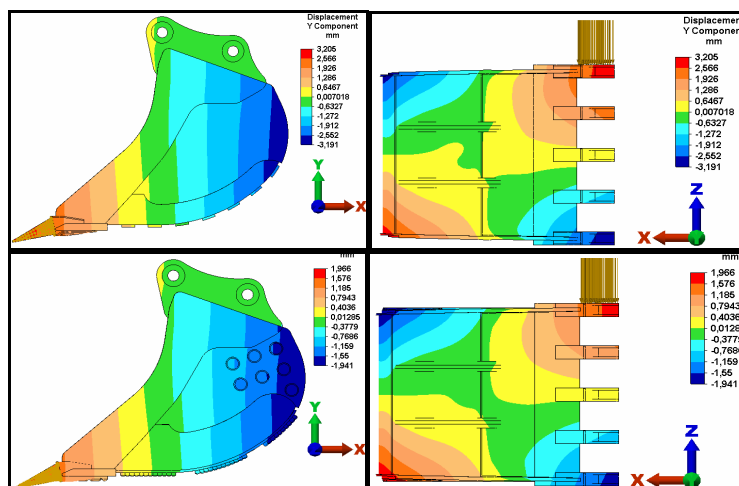 Displacement
Y Component
mm
3,205
2,566
1,926
1,286
0,6467
0,007018
-0,6327
-1,272
-1,912
-2,552
-3,191
Y
X
Displacement
Y Component
mm
3,205
2,566
1,926
1,286
0,6467
0,007018
-0,6327
-1,272
-1,912
-2,552
-3,191
Z
X
Y
mm
1,966
1,576
1,185
0,7943
0,4036
0,01285
-0,3779
-0,7686
-1,159
-1,55
-1,941
Y
X
mm
1,966
1,576
1,185
0,7943
0,4036
0,0128
-0,3779
-0,7686
-1,159
-1,55
-1,941
Z
X
Y